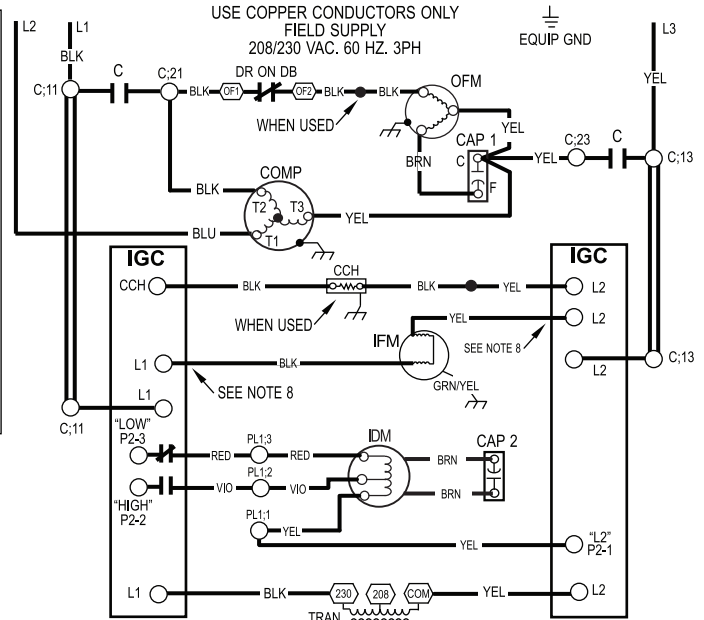 USE COPPER CONDUCTORS ONLY
FIELD SUPPLY
208/230 VAC. 60 HZ. 3PH
EQUIP GND
L2
L1
L3
BLK
YEL
C;11
C
C;21
BLK
OF1
DR ON DB
OF2
BLK
BLK
OFM
WHEN USED
YEL
CAP 1
C
F
BRN
YEL
C;23
C
C;13
COMP
BLK
T2
T3
T1
YEL
BLU
IGC
IGC
CCH
BLK
CCH
BLK
YEL
L2
WHEN USED
YEL
L2
IFM
SEE NOTE 8
L1
BLK
GRN/YEL
L2
C;13
SEE NOTE 8
L1
C;11
"LOW"
P2-3
RED
PL1;3
RED
IDM
CAP 2
BRN
PL1;2
VIO
VIO
BRN
"HIGH"
P2-2
PL1;1
YEL
YEL
"L2"
P2-1
L1
BLK
230
208
COM
YEL
L2
TRAN